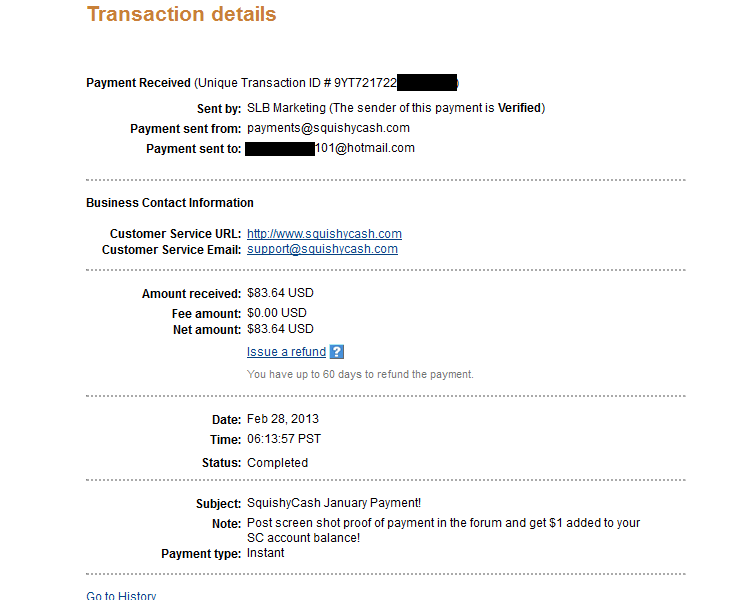 Transaction details
Payment Received (Unique Transaction ID # 9YT721722 )
Sent by: SLB Marketing (The sender of this payment is Verified)
Payment sent from: payments@squishycash.com
Payment sent to: 101@hotmail.com
Business Contact Information
Customer Service URL: http://www.squishycash.com
Customer Service Email: support@squishycash.com
Amount received: $83.64 USD
Fee amount: $0.00 USD
Net amount: $83.64 USD
Issue a refund ?
You have up to 60 days to refund the payment.
Date: Feb 28, 2013
Time: 06:13:57 PST
Status: Completed
Subject: SquishyCash January Payment!
Note: Post screen shot proof of payment in the forum and get $1 added to your
SC account balance!
Payment type: Instant
Go to History